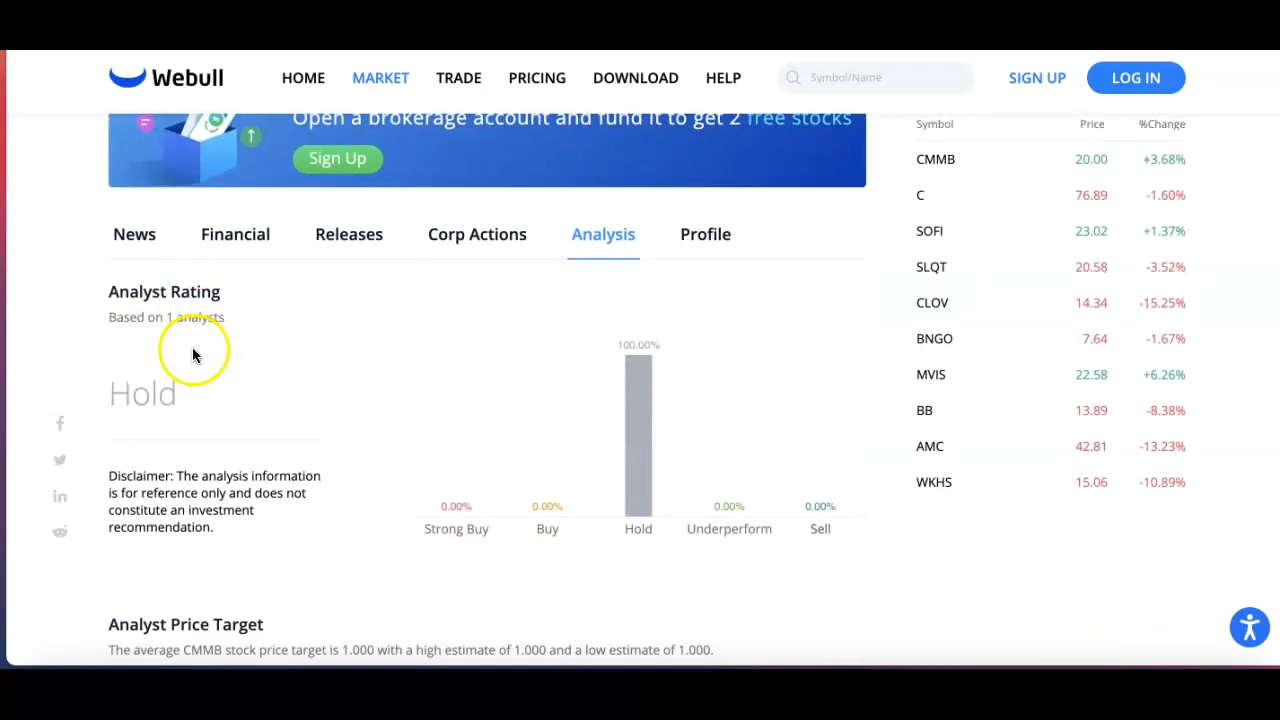 Webull
HOME MARKET TRADE PRICING DOWNLOAD HELP
Symbol/Name
SIGN UP
LOG IN
Open a brokerage account and fund it to get 2 free stocks
Sign Up
News Financial Releases Corp Actions Analysis Profile
Analyst Rating
Based on 1 analysts
Hold
Disclaimer: The analysis information
is for reference only and does not
constitute an investment
recommendation.
100.00%
0.00% 0.00% 0.00% 0.00%
Strong Buy Buy Hold Underperform Sell
Analyst Price Target
The average CMMB stock price target is 1.000 with a high estimate of 1.000 and a low estimate of 1.000.
Symbol Price %Change
CMMB 20.00 +3.68%
C 76.89 -1.60%
SOFI 23.02 +1.37%
SLQT 20.58 -3.52%
CLOV 14.34 -15.25%
BNGO 7.64 -1.67%
MVIS 22.58 +6.26%
BB 13.89 -8.38%
AMC 42.81 -13.23%
WKHS 15.06 -10.89%